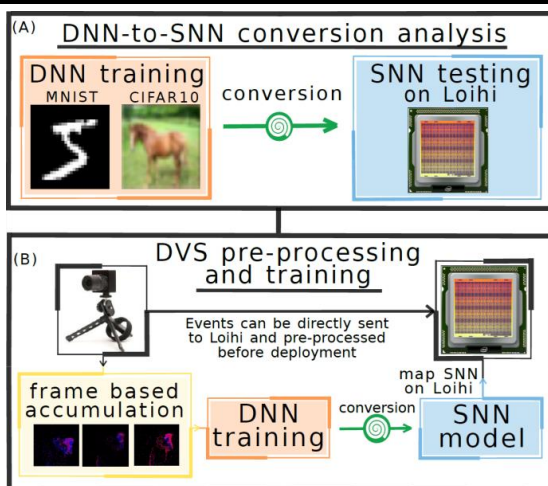 (A)
DNN-to-SNN conversion analysis
DNN training
MNIST
CIFAR10
conversion
SNN testing
on Loihi
(B)
DVS pre-processing
and training
Events can be directly sent
to Loihi and pre-processed
before deployment
frame based
accumulation
DNN
training
conversion
map SNN
on Loihi
SNN
model